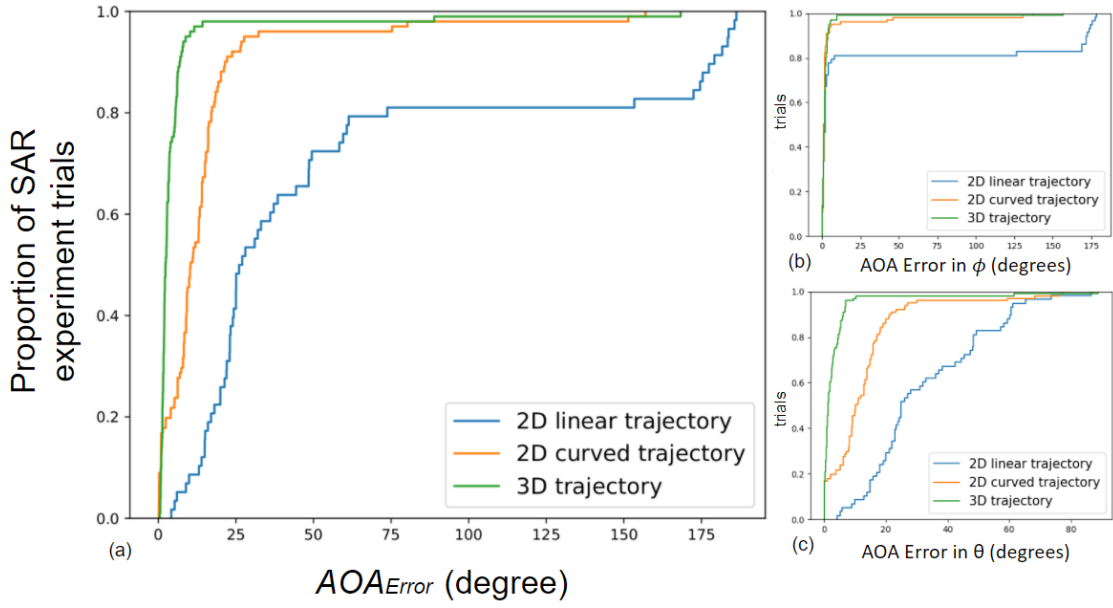 Proportion of SAR
experiment trials
1.0
0.8
0.6
0.4
0.2
0.0
2D linear trajectory
2D curved trajectory
3D trajectory
0 25 50 75 100 125 150 175
(a)
AOAError (degree)
trials
1.0
0.8
0.6
0.4
0.2
0.0
2D linear trajectory
2D curved trajectory
3D trajectory
0 25 50 75 100 125 150 175
(b)
AOA Error in ϕ (degrees)
trials
1.0
0.8
0.6
0.4
0.2
0.0
2D linear trajectory
2D curved trajectory
3D trajectory
0 20 40 60 80
(c)
AOA Error in θ (degrees)